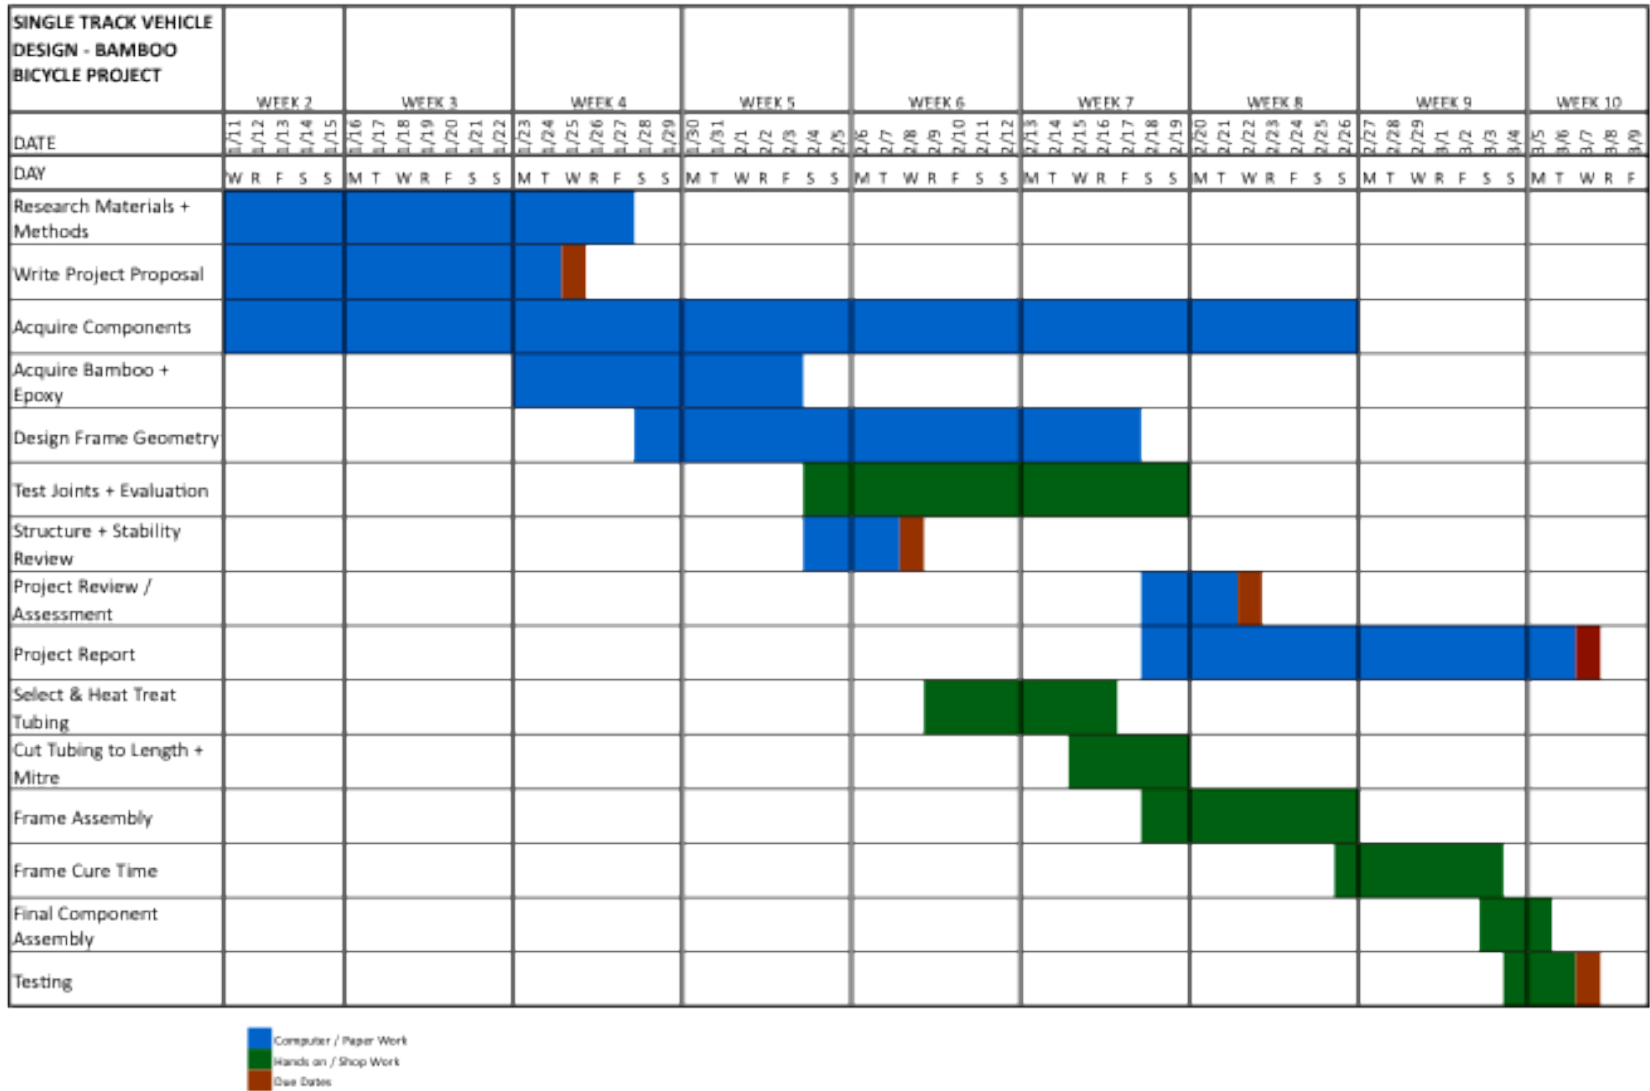 SINGLE TRACK VEHICLE
DESIGN - BAMBOO
BICYCLE PROJECT
WEEK 2 WEEK 3 WEEK 4 WEEK 5 WEEK 6 WEEK 7 WEEK 8 WEEK 9 WEEK 10
DATE 1/11 1/12 1/13 1/14 1/15 1/16 1/17 1/18 1/19 1/20 1/21 1/22 1/23 1/24 1/25 1/26 1/27 1/28 1/29 1/30 1/31 2/1 2/2 2/3 2/4 2/5 2/6 2/7 2/8 2/9 2/10 2/11 2/12 2/13 2/14 2/15 2/16 2/17 2/18 2/19 2/20 2/21 2/22 2/23 2/24 2/25 2/26 2/27 2/28 2/29 3/1 3/2 3/3 3/4 3/5 3/6 3/7 3/8 3/9
DAY W R F S S M T W R F S S M T W R F S S M T W R F S S M T W R F S S M T W R F S S M T W R F S S M T W R F S S M T W R F
Research Materials +
Methods
Write Project Proposal
Acquire Components
Acquire Bamboo +
Epoxy
Design Frame Geometry
Test Joints + Evaluation
Structure + Stability
Review
Project Review /
Assessment
Project Report
Select & Heat Treat
Tubing
Cut Tubing to Length +
Mitre
Frame Assembly
Frame Cure Time
Final Component
Assembly
Testing
Computer / Paper Work
Hands on / Shop Work
Due Dates